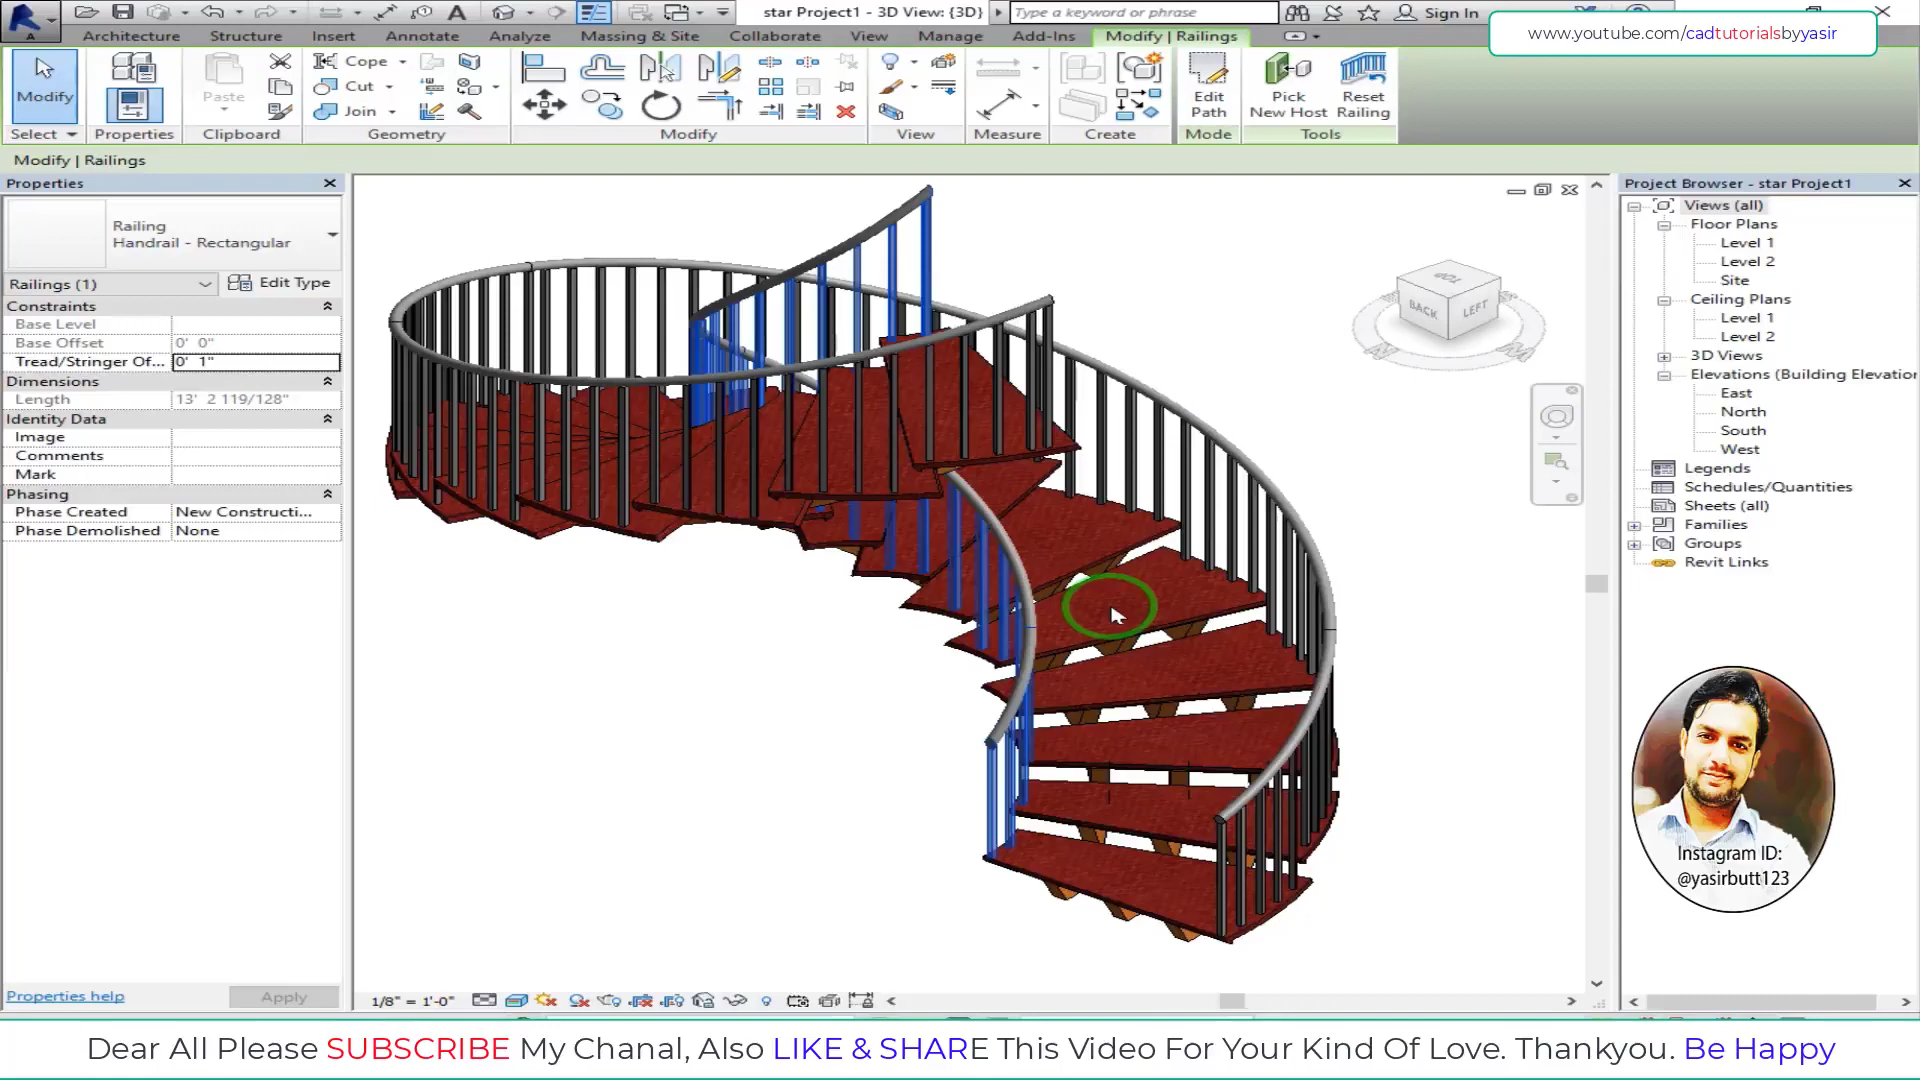 star Project1 - 3D View: {3D}
Type a keyword or phrase
Sign In
www.youtube.com/cadtutorialsbyyasir
Architecture
Structure
Insert
Annotate
Analyze
Massing & Site
Collaborate
View
Manage
Add-Ins
Modify | Railings
Modify
Paste
Cope
Cut
Join
Edit Path
Pick New Host
Reset Railing
Select
Properties
Clipboard
Geometry
Modify
View
Measure
Create
Mode
Tools
Modify | Railings
Properties
Railing
Handrail - Rectangular
Railings (1)
Edit Type
Constraints
Base Level
Base Offset 0' 0"
Tread/Stringer Of... 0' 1"
Dimensions
Length 13' 2 119/128"
Identity Data
Image
Comments
Mark
Phasing
Phase Created New Constructi...
Phase Demolished None
Properties help
Apply
TOP
BACK
LEFT
1/8" = 1'-0"
Project Browser - star Project1
Views (all)
Floor Plans
Level 1
Level 2
Site
Ceiling Plans
Level 1
Level 2
3D Views
Elevations (Building Elevatior
East
North
South
West
Legends
Schedules/Quantities
Sheets (all)
Families
Groups
Revit Links
Instagram ID:
@yasirbutt123
Dear All Please SUBSCRIBE My Chanal, Also LIKE & SHARE This Video For Your Kind Of Love. Thankyou. Be Happy